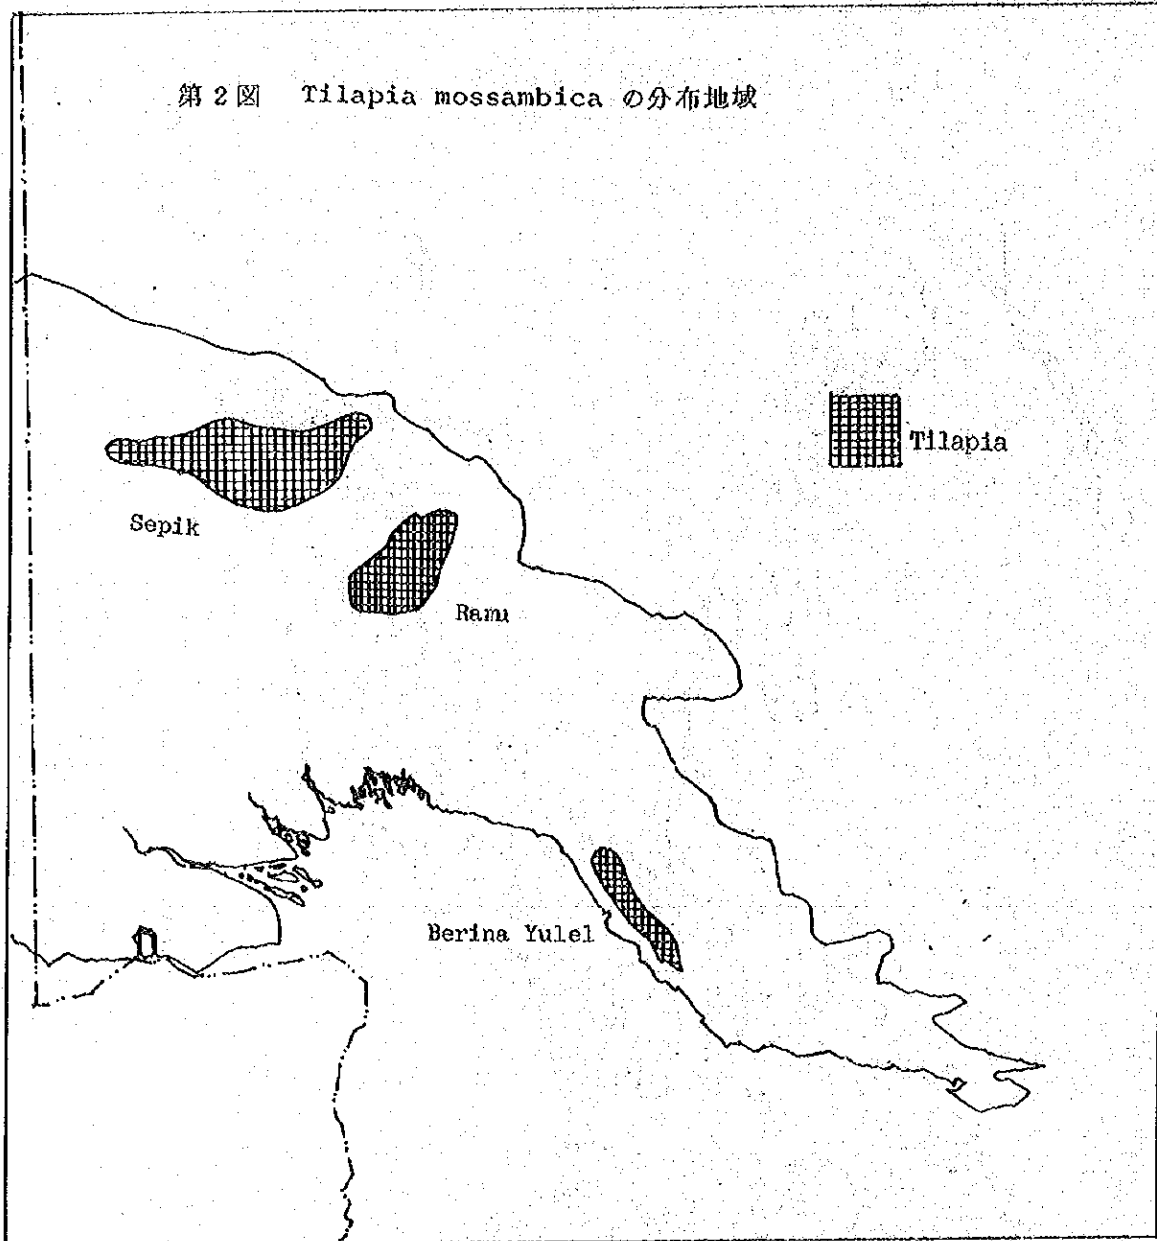 第2図 Tilapia mossambica の分布地域
Tilapia
Sepik
Ramu
Berina Yulel